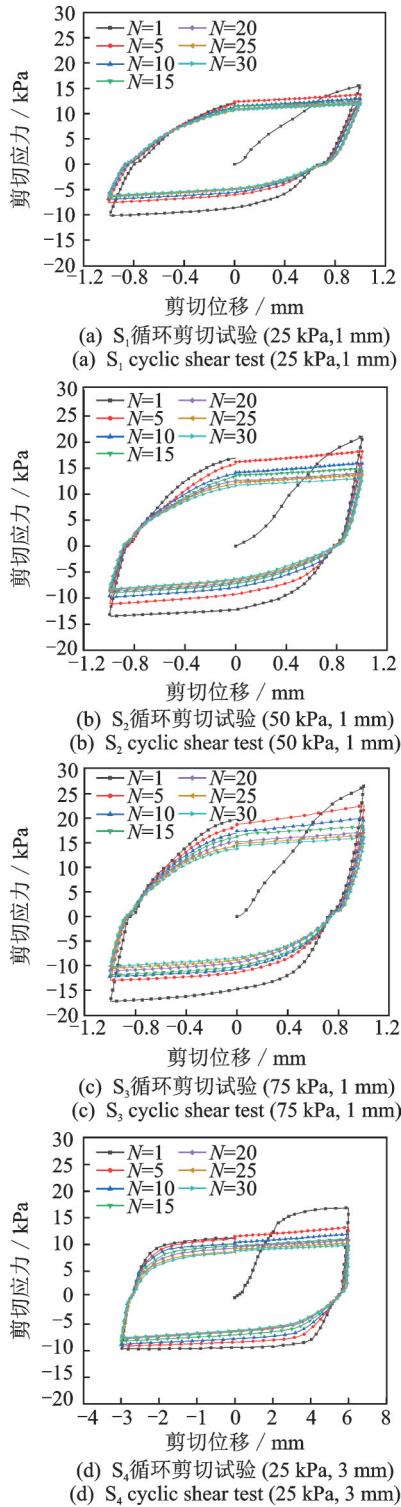 30
25
20
15
10
5
0
−5
−10
−15
−20
剪切应力 / kPa
N=1 N=20
N=5 N=25
N=10 N=30
N=15
−1.2 −0.8 −0.4 0 0.4 0.8 1.2
剪切位移 / mm
(a) S₁循环剪切试验 (25 kPa,1 mm)
(a) S₁ cyclic shear test (25 kPa,1 mm)
30
25
20
15
10
5
0
−5
−10
−15
−20
剪切应力 / kPa
N=1 N=20
N=5 N=25
N=10 N=30
N=15
−1.2 −0.8 −0.4 0 0.4 0.8 1.2
剪切位移 / mm
(b) S₂循环剪切试验 (50 kPa, 1 mm)
(b) S₂ cyclic shear test (50 kPa, 1 mm)
30
25
20
15
10
5
0
−5
−10
−15
−20
剪切应力 / kPa
N=1 N=20
N=5 N=25
N=10 N=30
N=15
−1.2 −0.8 −0.4 0 0.4 0.8 1.2
剪切位移 / mm
(c) S₃循环剪切试验 (75 kPa, 1 mm)
(c) S₃ cyclic shear test (75 kPa, 1 mm)
30
25
20
15
10
5
0
−5
−10
−15
−20
剪切应力 / kPa
N=1 N=20
N=5 N=25
N=10 N=30
N=15
−4 −3 −2 −1 0 2 4 6 8
剪切位移 / mm
(d) S₄循环剪切试验 (25 kPa, 3 mm)
(d) S₄ cyclic shear test (25 kPa, 3 mm)